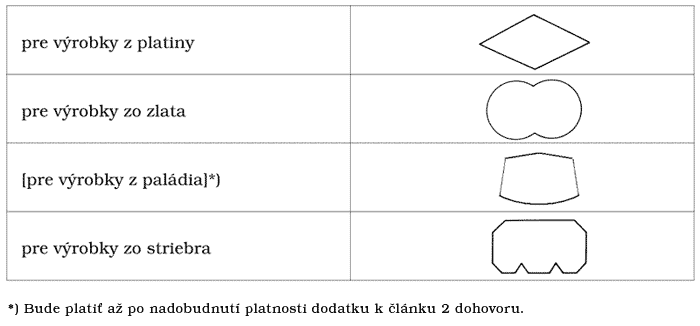 pre výrobky z platiny
pre výrobky zo zlata
[pre výrobky z paládia]*)
pre výrobky zo striebra
*) Bude platiť až po nadobudnutí platnosti dodatku k článku 2 dohovoru.